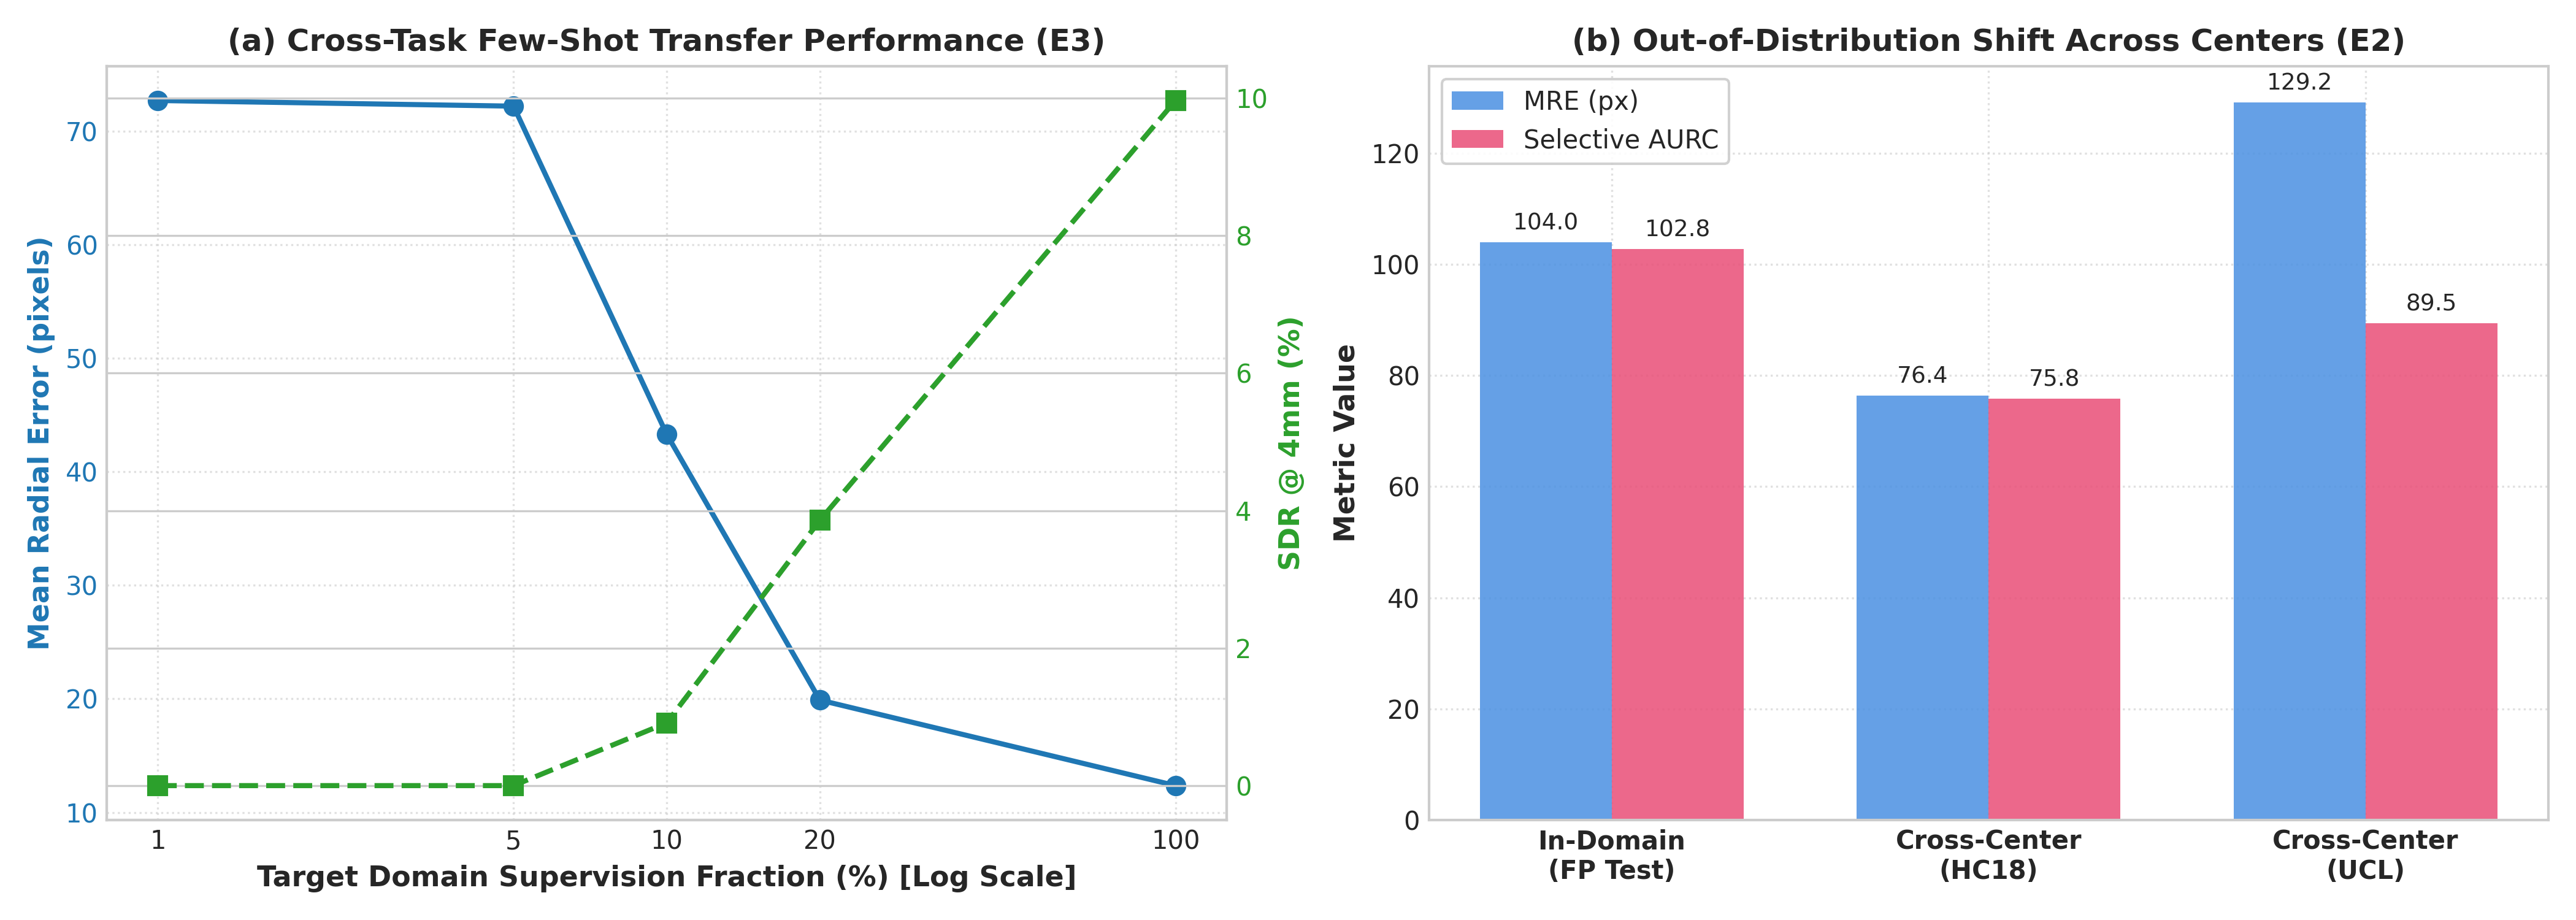 (a) Cross-Task Few-Shot Transfer Performance (E3)
Mean Radial Error (pixels)
70
60
50
40
30
20
10
10
8
6
4
2
0
SDR @ 4mm (%)
1
5
10
20
100
Target Domain Supervision Fraction (%) [Log Scale]
(b) Out-of-Distribution Shift Across Centers (E2)
MRE (px)
Selective AURC
Metric Value
120
100
80
60
40
20
0
104.0
102.8
76.4
75.8
129.2
89.5
In-Domain
(FP Test)
Cross-Center
(HC18)
Cross-Center
(UCL)